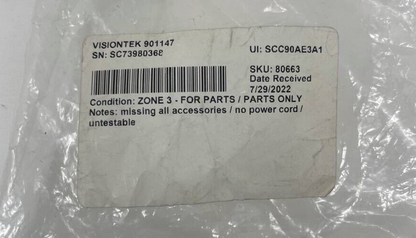 VISIONTEK 901147
SN: SC73980368 UI: SCC90AE3A1
SKU: 80663
Date Received
7/29/2022
Condition: ZONE 3 - FOR PARTS / PARTS ONLY
Notes: missing all accessories / no power cord /
untestable